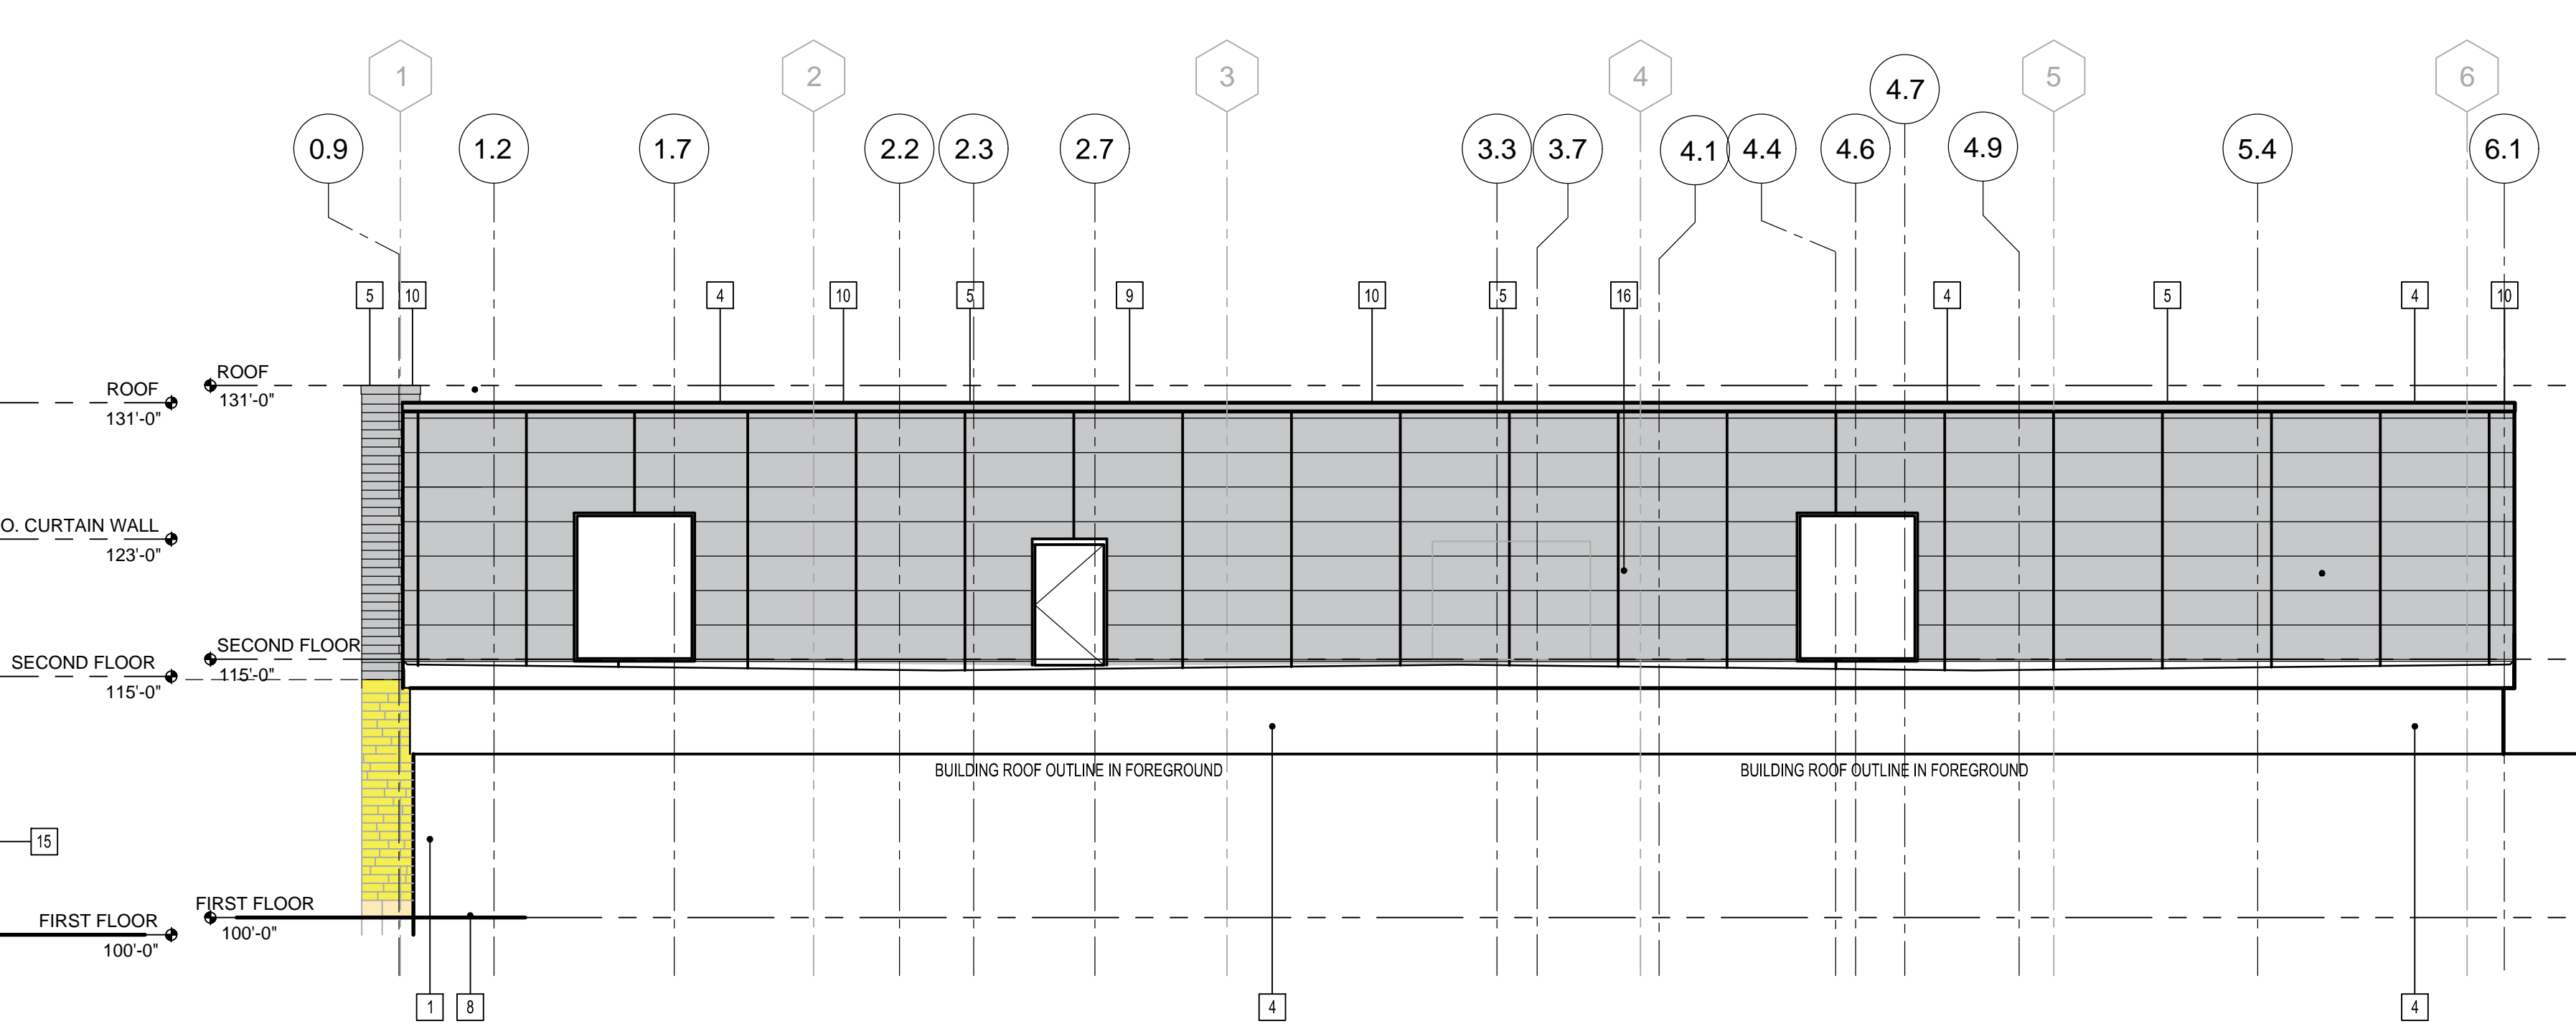 1 2 3 4 5 6
4.7
0.9 1.2 1.7 2.2 2.3 2.7 3.3 3.7 4.1 4.4 4.6 4.9 5.4 6.1
5 10 4 10 5 9 10 5 16 4 5 4 10
ROOF
131'-0"
ROOF
131'-0"
O. CURTAIN WALL
123'-0"
SECOND FLOOR
115'-0"
SECOND FLOOR
115'-0"
BUILDING ROOF OUTLINE IN FOREGROUND
BUILDING ROOF OUTLINE IN FOREGROUND
15
FIRST FLOOR
100'-0"
FIRST FLOOR
100'-0"
1 8 4 4